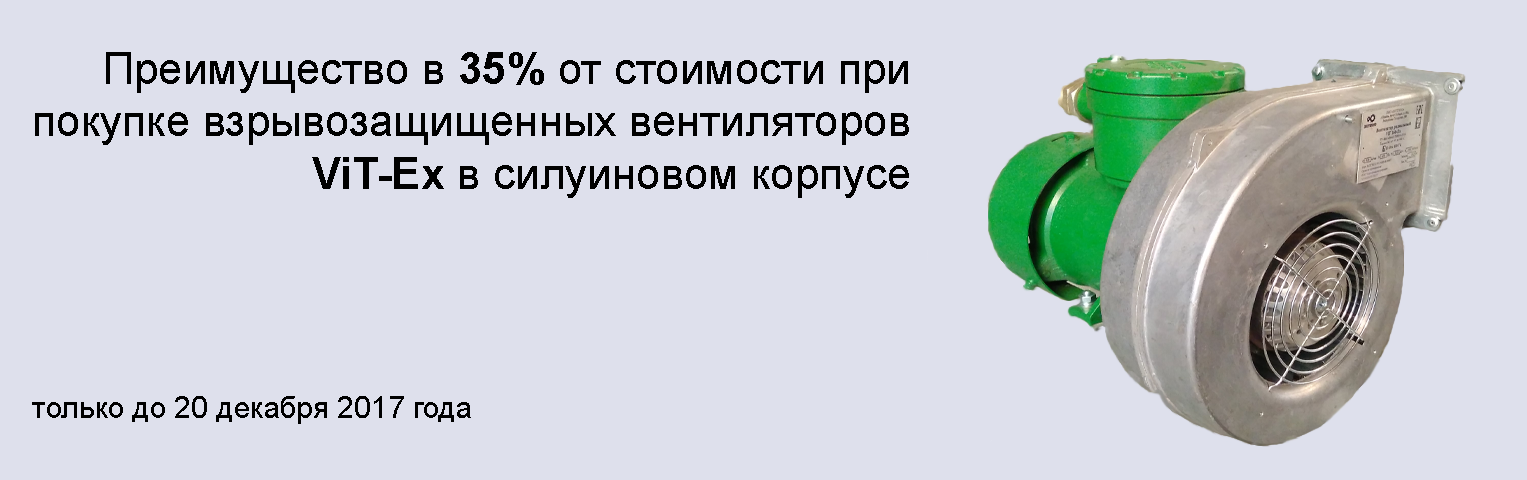 Преимущество в 35% от стоимости при
покупке взрывозащищенных вентиляторов
ViT-Ex в силуиновом корпусе
только до 20 декабря 2017 года